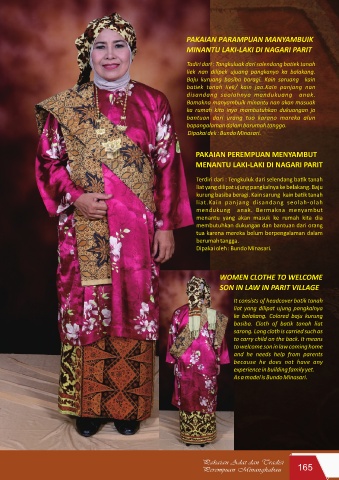 PAKAIAN PARAMPUAN MANYAMBUIK
MINANTU LAKI-LAKI DI NAGARI PARIT
Tadiri dari : Tangkuluak dari salendang batiek tanah
liek nan dilipek ujuang pangkanyo ka balakang.
Baju kuruang basiba baragi. Kain saruang kain
batiek tanah liek/ kain jao.Kain panjang nan
disandang saolahnyo mandukuang anak.
Bamakna manyambuik minantu nan akan masuak
ka rumah kito inyo mambutuhkan dukuangan jo
bantuan dari urang tuo karano mareka alun
bapangalaman dalam barumah tanggo.
Dipakai dek : Bundo Minasari.
PAKAIAN PEREMPUAN MENYAMBUT
MENANTU LAKI-LAKI DI NAGARI PARIT
Terdiri dari : Tengkuluk dari selendang batik tanah
liat yang dilipat ujung pangkalnya ke belakang. Baju
kurung basiba beragi. Kain sarung kain batik tanah
liat.Kain panjang disandang seolah-olah
mendukung anak. Bermakna menyambut
menantu yang akan masuk ke rumah kita dia
membutuhkan dukungan dan bantuan dari orang
tua karena mereka belum berpengalaman dalam
berumah tangga.
Dipakai oleh : Bundo Minasari.
WOMEN CLOTHE TO WELCOME
SON IN LAW IN PARIT VILLAGE
It consists of headcover batik tanah
liat yang dilipat ujung pangkalnya
ke belakang. Colored baju kurung
basiba. Cloth of batik tanah liat
sarong. Long cloth is carried such as
to carry child on the back. It means
to welcome son in law coming home
and he needs help from parents
because he does not have any
experience in building family yet.
As a model is Bundo Minasari.
Pakaian Adat dan Tradisi
Perempuan Minangkabau
165